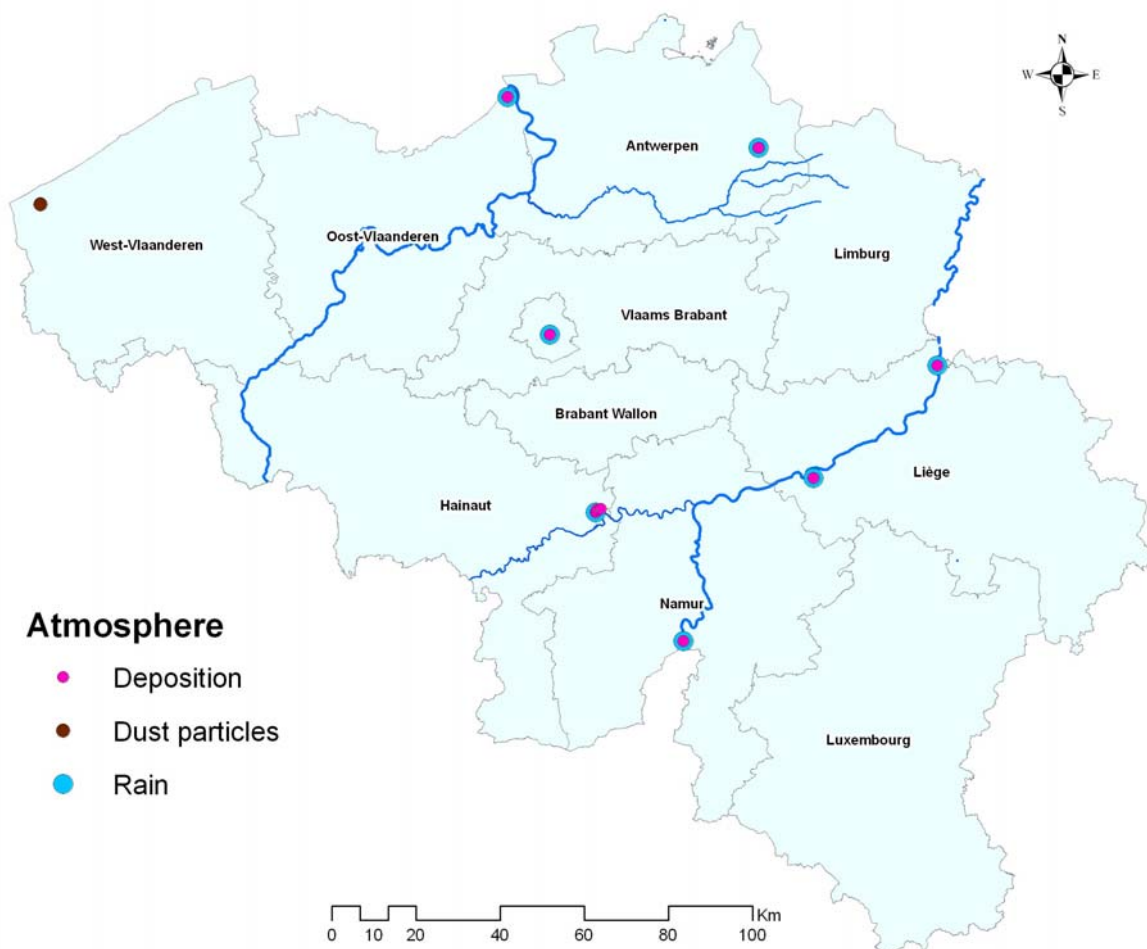 N
W E
S
Antwerpen
West-Vlaanderen
Oost-Vlaanderen
Limburg
Vlaams Brabant
Brabant Wallon
Liège
Hainaut
Namur
Luxembourg
Atmosphere
Deposition
Dust particles
Rain
Km
0 10 20 40 60 80 100